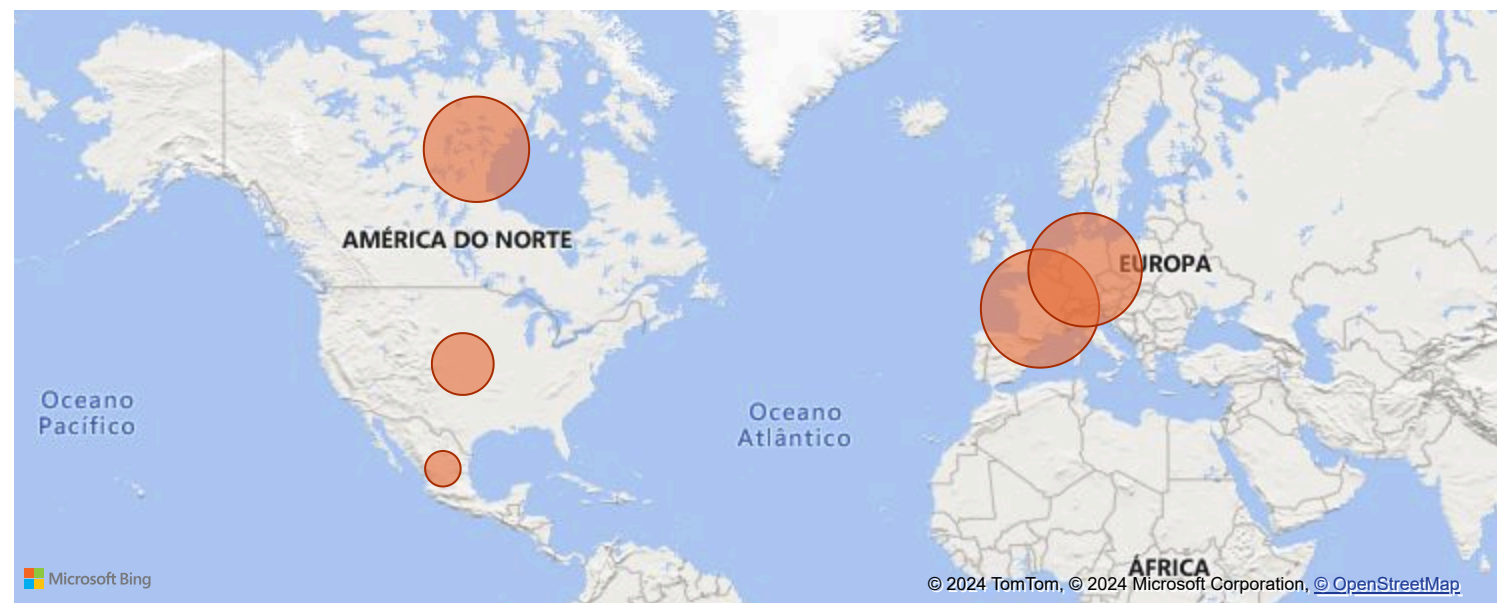 AMÉRICA DO NORTE
EUROPA
Oceano
Pacífico
Oceano
Atlântico
ÁFRICA
Microsoft Bing
© 2024 TomTom, © 2024 Microsoft Corporation, © OpenStreetMap